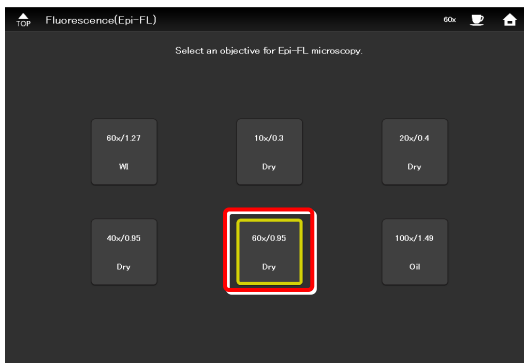 TOP Fluorescence(Epi-FL) 60x
Select an objective for Epi-FL microscopy.
60x/1.27 10x/0.3 20x/0.4
WI Dry Dry
40x/0.95 60x/0.95 100x/1.49
Dry Dry Oil